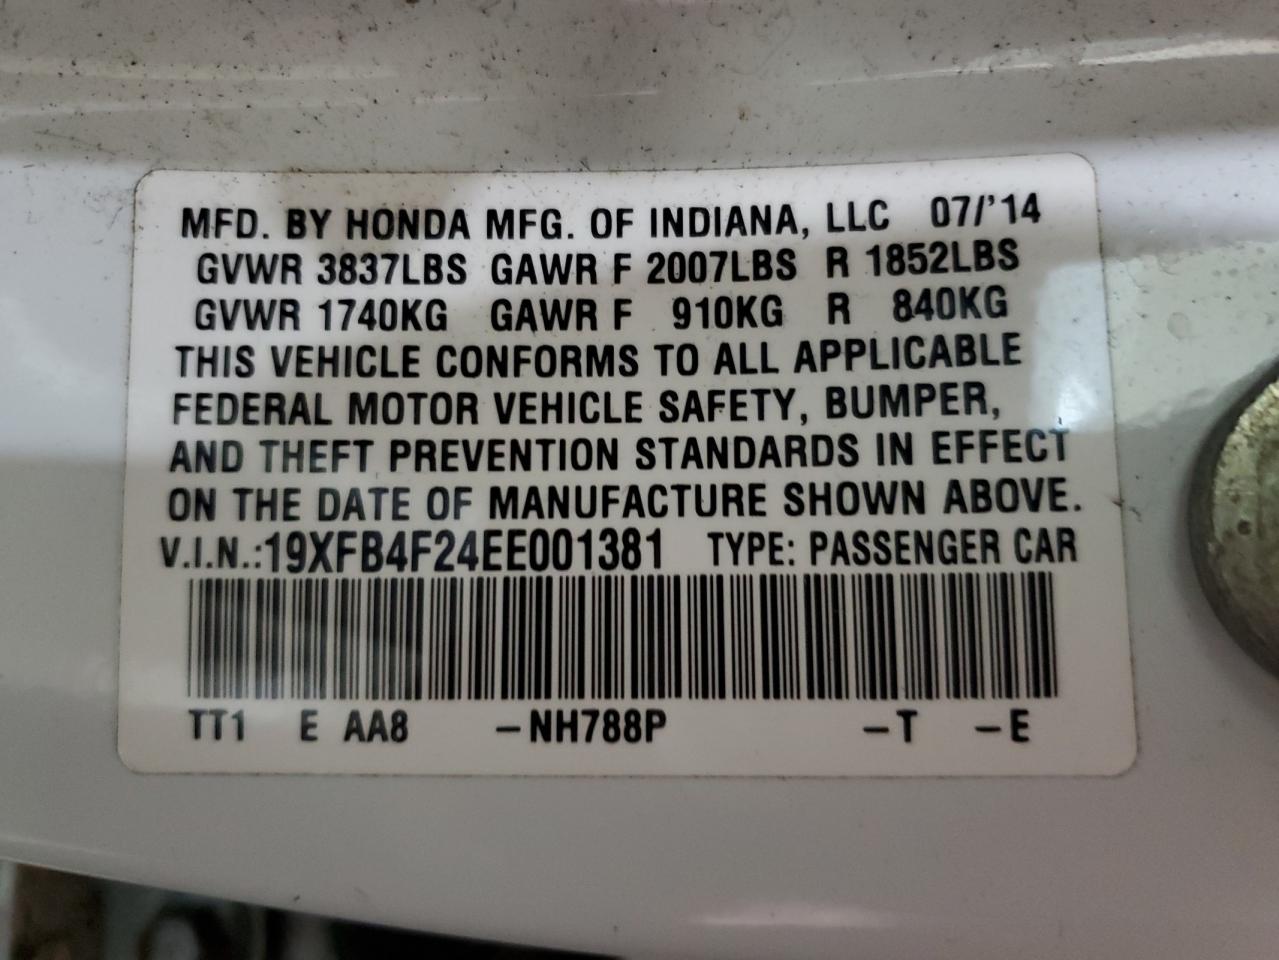 MFD. BY HONDA MFG. OF INDIANA, LLC 07/'14
GVWR 3837LBS GAWR F 2007LBS R 1852LBS
GVWR 1740KG GAWR F 910KG R 840KG
THIS VEHICLE CONFORMS TO ALL APPLICABLE
FEDERAL MOTOR VEHICLE SAFETY, BUMPER,
AND THEFT PREVENTION STANDARDS IN EFFECT
ON THE DATE OF MANUFACTURE SHOWN ABOVE.
V.I.N.:19XFB4F24EE001381 TYPE: PASSENGER CAR
TT1 E AA8 –NH788P –T –E